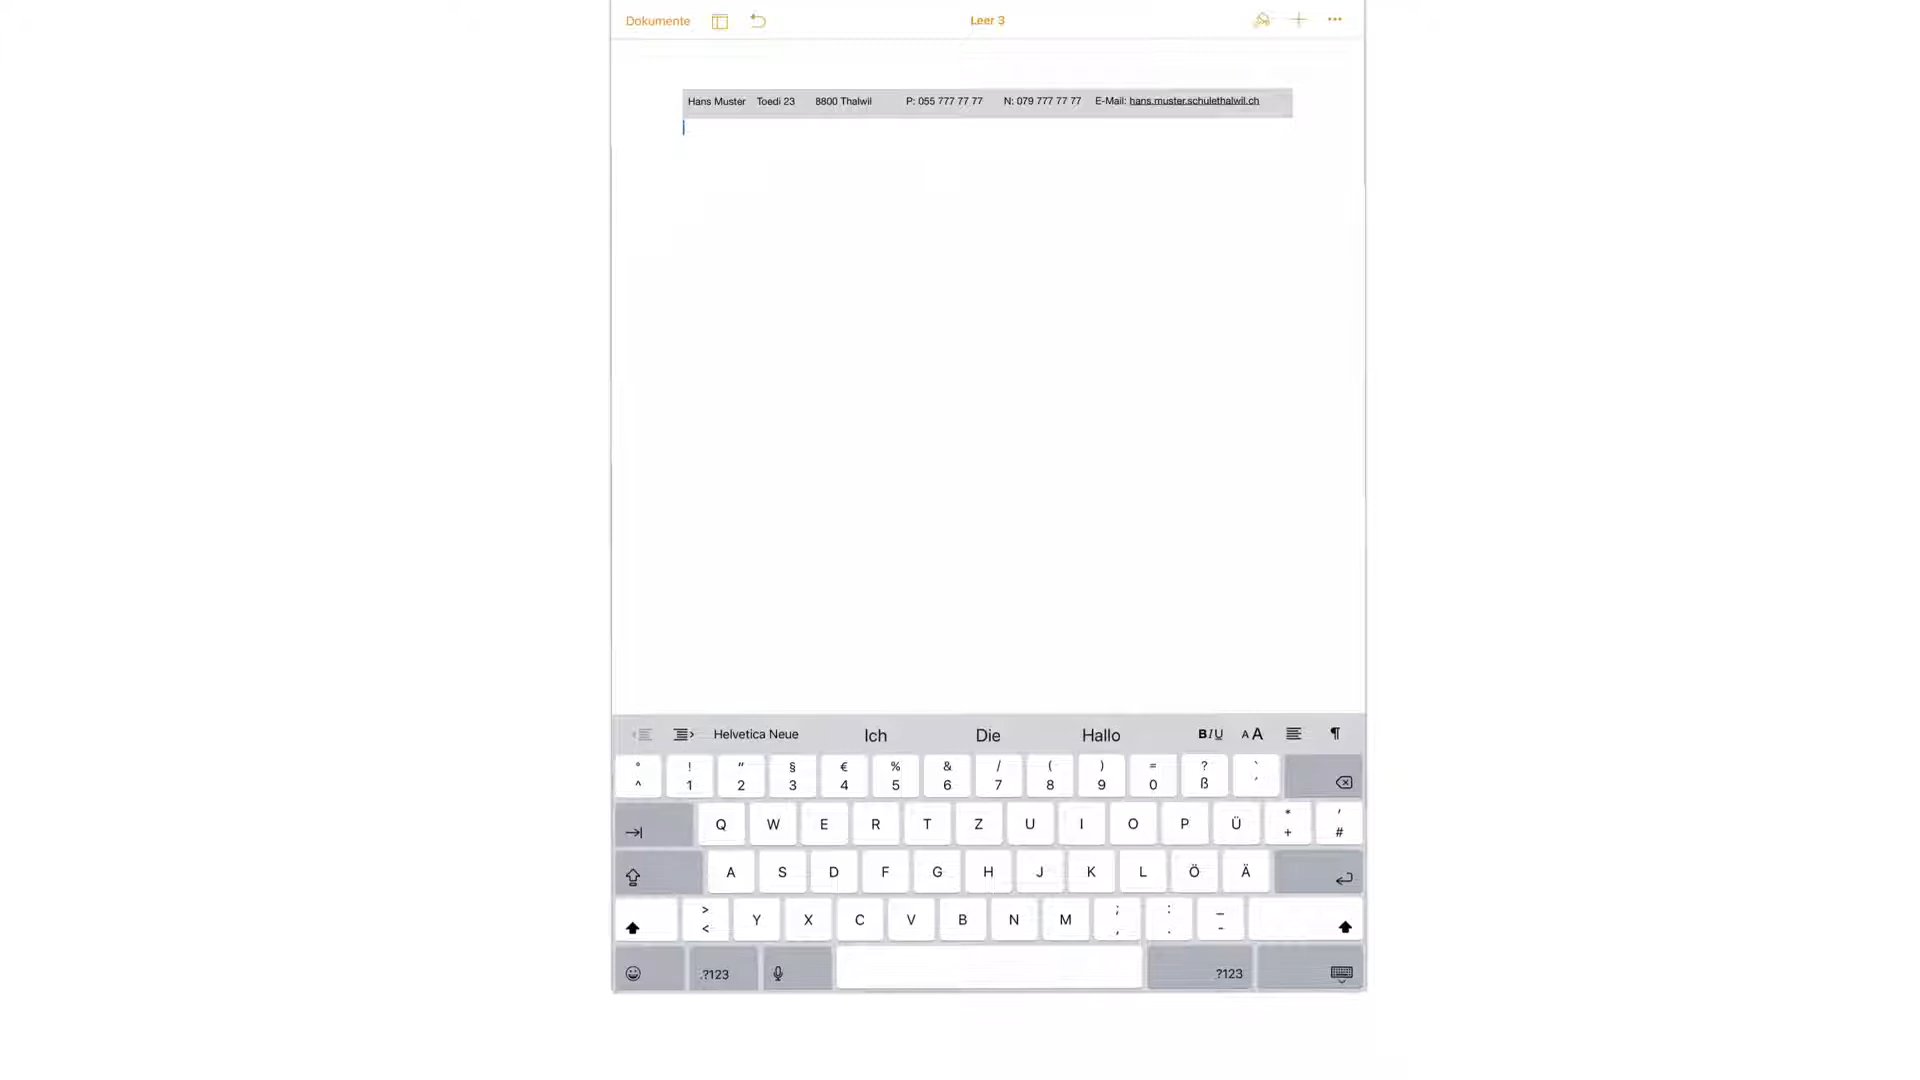 Dokumente Leer 3
Hans Muster Toedi 23 8800 Thalwil P: 055 777 77 77 N: 079 777 77 77 E-Mail: hans.muster.schulethalwil.ch
Helvetica Neue Ich Die Hallo BIU AA ¶
° ! " § € % & / ( ) = ? `
^ 1 2 3 4 5 6 7 8 9 0 ß ´
Q W E R T Z U I O P Ü * + ' #
A S D F G H J K L Ö Ä
> < Y X C V B N M ; , : . _ -
.?123 .?123